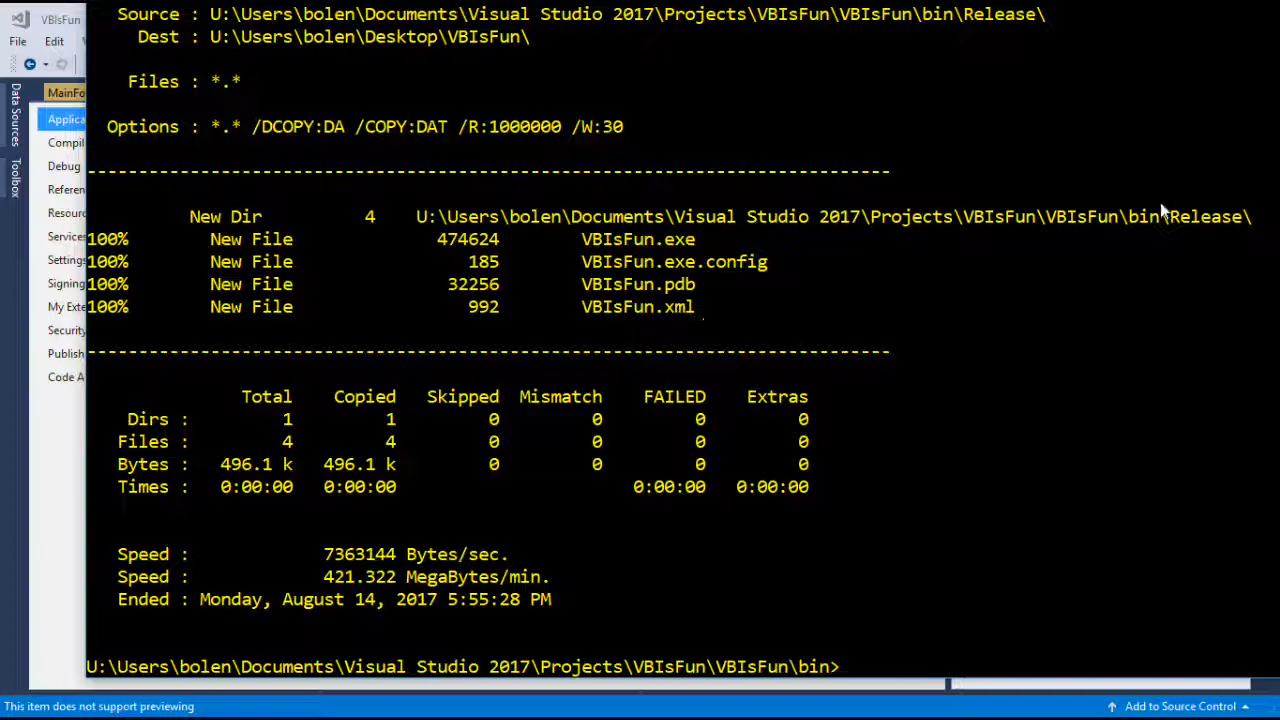 VBIsFun
File Edit
MainFo
Data Sources
Toolbox
Applica
Compil
Debug
Referen
Resourc
Services
Settings
Signing
My Exte
Security
Publish
Code A
Source : U:\Users\bolen\Documents\Visual Studio 2017\Projects\VBIsFun\VBIsFun\bin\Release\
Dest : U:\Users\bolen\Desktop\VBIsFun\
Files : *.*
Options : *.* /DCOPY:DA /COPY:DAT /R:1000000 /W:30
------------------------------------------------------------------------------
New Dir 4 U:\Users\bolen\Documents\Visual Studio 2017\Projects\VBIsFun\VBIsFun\bin\Release\
100% New File 474624 VBIsFun.exe
100% New File 185 VBIsFun.exe.config
100% New File 32256 VBIsFun.pdb
100% New File 992 VBIsFun.xml
------------------------------------------------------------------------------
Total Copied Skipped Mismatch FAILED Extras
Dirs : 1 1 0 0 0 0
Files : 4 4 0 0 0 0
Bytes : 496.1 k 496.1 k 0 0 0 0
Times : 0:00:00 0:00:00 0:00:00 0:00:00
Speed : 7363144 Bytes/sec.
Speed : 421.322 MegaBytes/min.
Ended : Monday, August 14, 2017 5:55:28 PM
U:\Users\bolen\Documents\Visual Studio 2017\Projects\VBIsFun\VBIsFun\bin>
This item does not support previewing
Add to Source Control